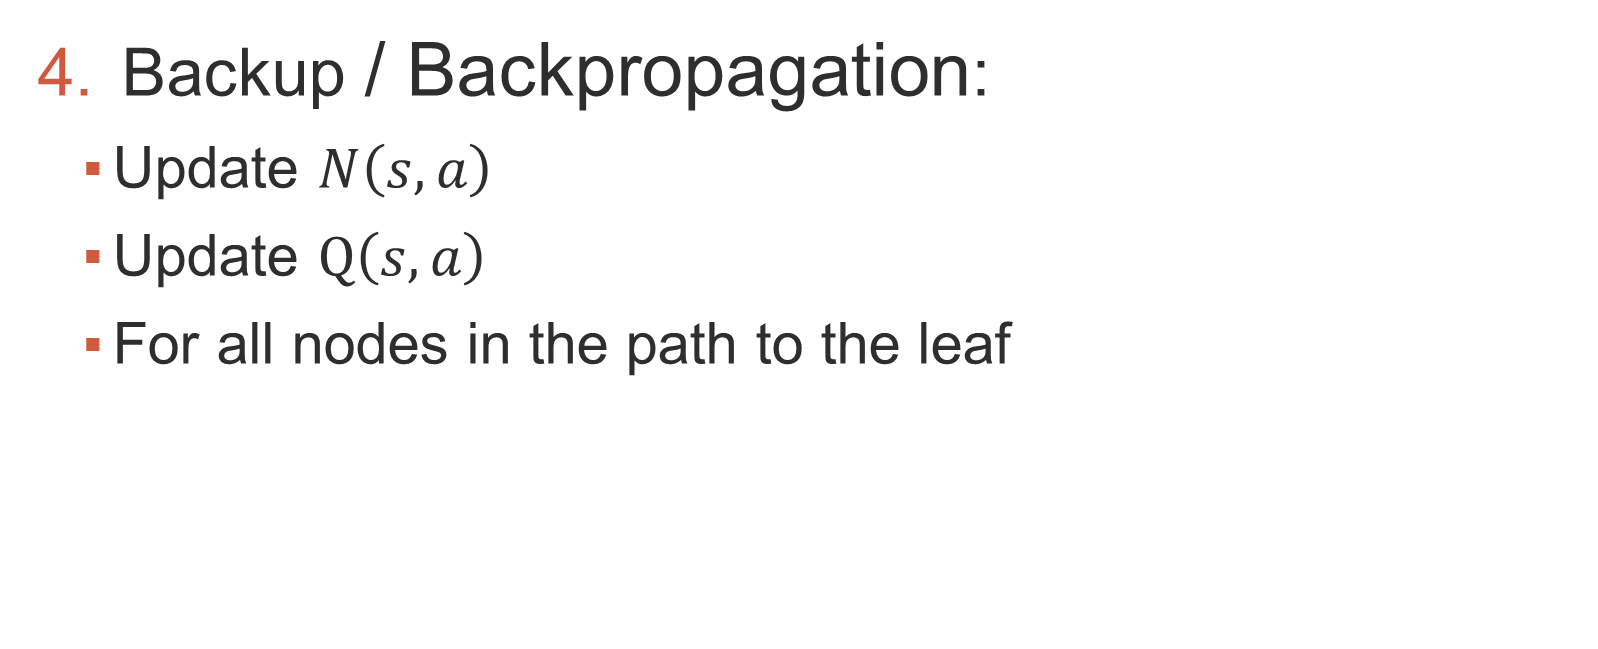 4. Backup / Backpropagation:
▪ Update N(s, a)
▪ Update Q(s, a)
▪ For all nodes in the path to the leaf